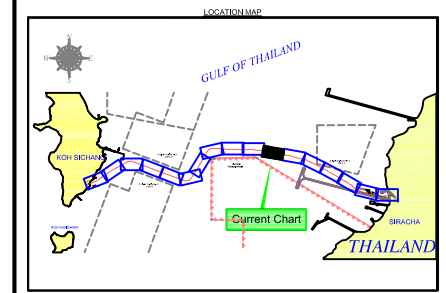 LOCATION MAP
N
W
E
S
GULF OF THAILAND
KOH SICHANG
Current Chart
SIRACHA
THAILAND